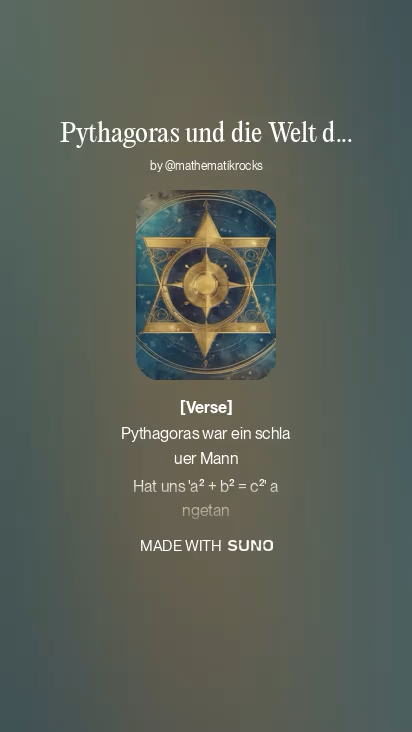 Pythagoras und die Welt d...
by @mathematikrocks
[Verse]
Pythagoras war ein schla
uer Mann
Hat uns 'a² + b² = c²' a
ngetan
MADE WITH SUNO